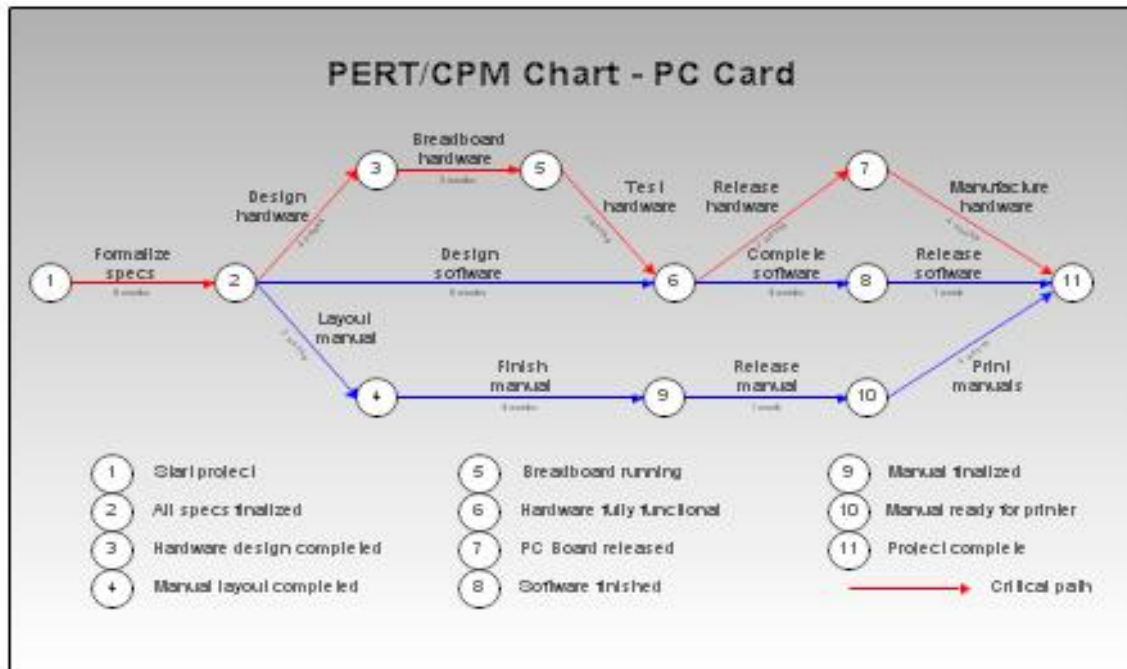 PERT/CPM Chart - PC Card
Breadboard
hardware
3
5
7
Design
hardware
Test
hardware
Release
hardware
Manufacture
hardware
Formalize
specs
Design
software
Complete
software
Release
software
1
2
6
8
11
1 week
Layout
manual
Finish
manual
Release
manual
Print
manuals
4
9
10
1 week
1 Start project
2 All specs finalized
3 Hardware design completed
4 Manual layout completed
5 Breadboard running
6 Hardware fully functional
7 PC Board released
8 Software finished
9 Manual finalized
10 Manual ready for printer
11 Project complete
Critical path